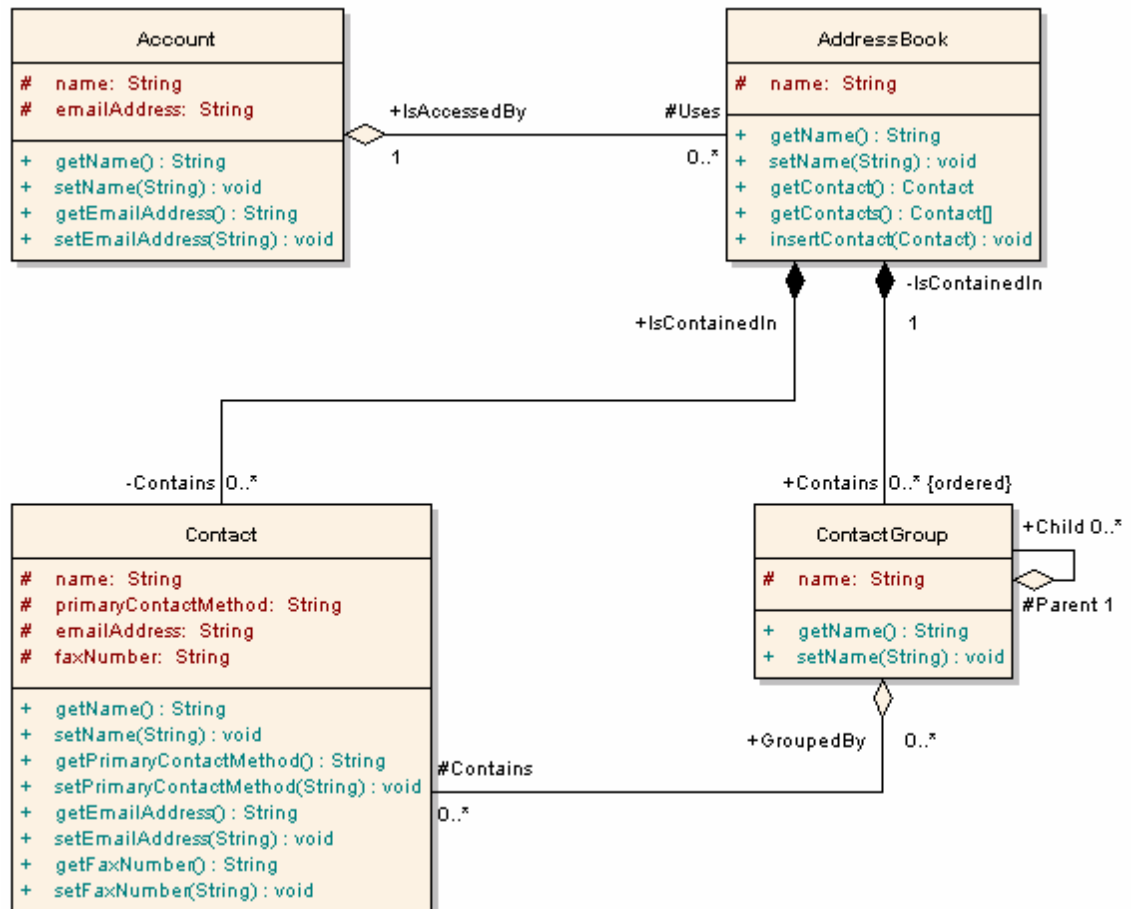 Account
# name: String
# emailAddress: String
+ getName() : String
+ setName(String) : void
+ getEmailAddress() : String
+ setEmailAddress(String) : void
+IsAccessedBy
1
#Uses
0..*
AddressBook
# name: String
+ getName() : String
+ setName(String) : void
+ getContact() : Contact
+ getContacts() : Contact[]
+ insertContact(Contact) : void
+IsContainedIn
-IsContainedIn
1
-Contains 0..*
+Contains 0..* {ordered}
Contact
# name: String
# primaryContactMethod: String
# emailAddress: String
# faxNumber: String
+ getName() : String
+ setName(String) : void
+ getPrimaryContactMethod() : String
+ setPrimaryContactMethod(String) : void
+ getEmailAddress() : String
+ setEmailAddress(String) : void
+ getFaxNumber() : String
+ setFaxNumber(String) : void
ContactGroup
# name: String
+ getName() : String
+ setName(String) : void
+Child 0..*
#Parent 1
+GroupedBy 0..*
#Contains
0..*